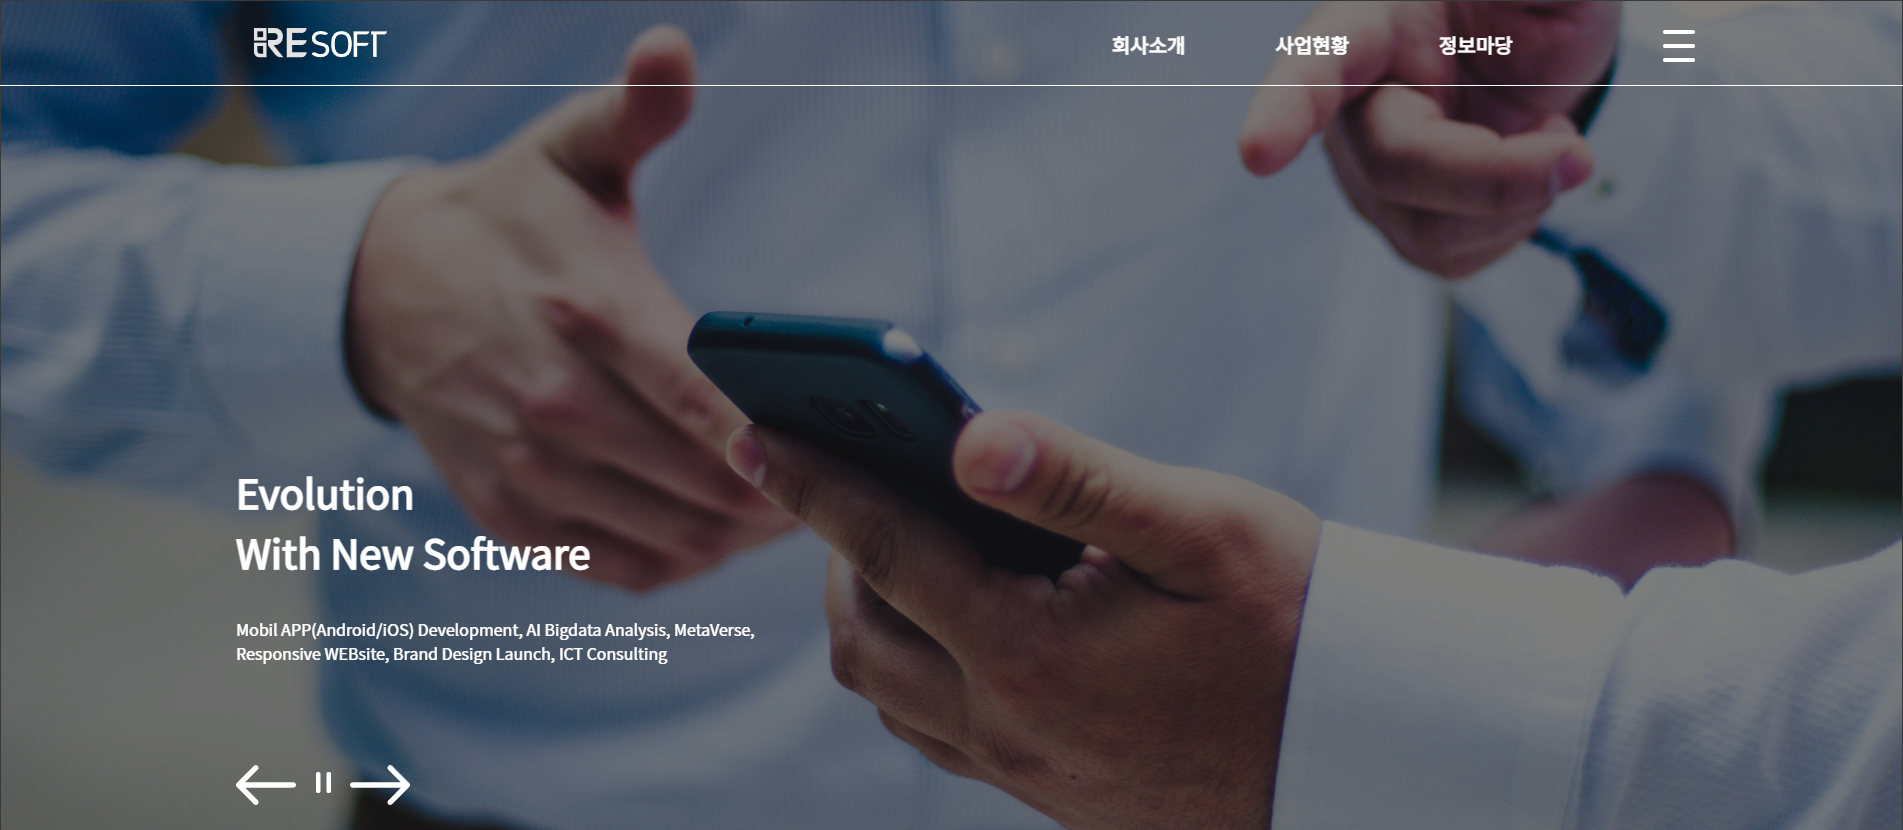 RESOFT
회사소개
사업현황
정보마당
Evolution
With New Software
Mobil APP(Android/iOS) Development, AI Bigdata Analysis, MetaVerse,
Responsive WEBsite, Brand Design Launch, ICT Consulting